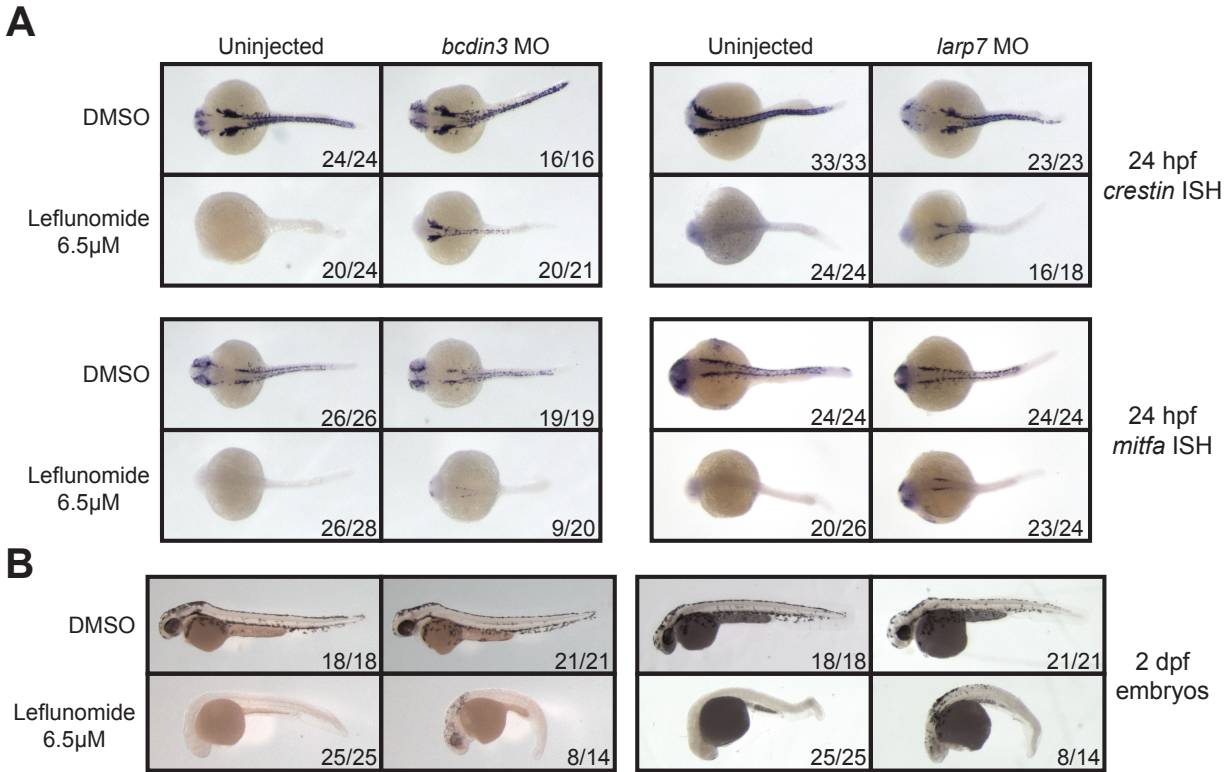 A
Uninjected bcdin3 MO Uninjected larp7 MO
DMSO
24/24 16/16 33/33 23/23
24 hpf
crestin ISH
Leflunomide
6.5µM
20/24 20/21 24/24 16/18
DMSO
26/26 19/19 24/24 24/24
24 hpf
mitfa ISH
Leflunomide
6.5µM
26/28 9/20 20/26 23/24
B
DMSO
18/18 21/21 18/18 21/21
2 dpf
embryos
Leflunomide
6.5µM
25/25 8/14 25/25 8/14